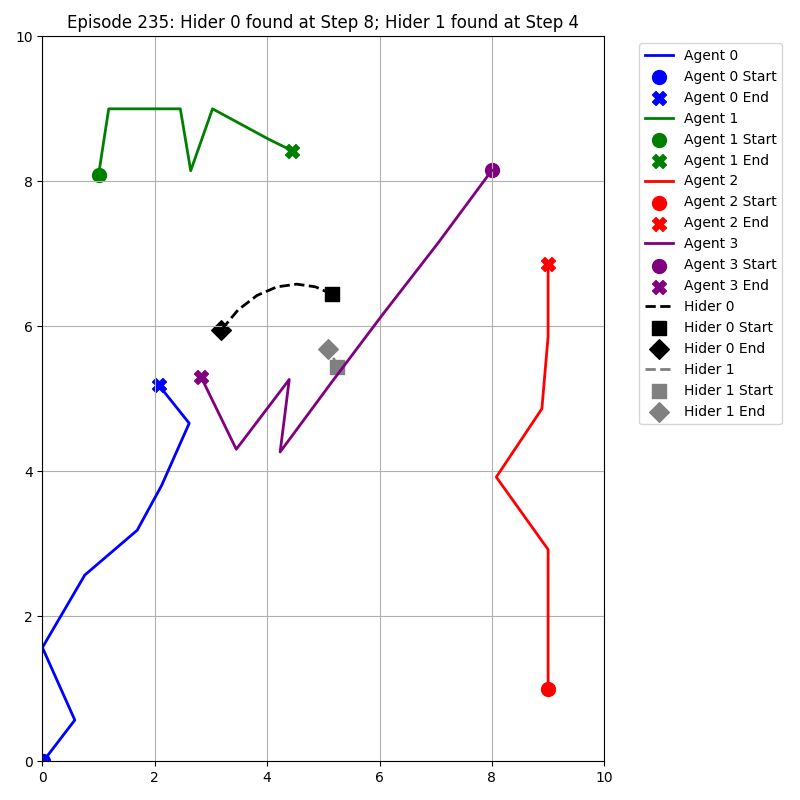 Episode 235: Hider 0 found at Step 8; Hider 1 found at Step 4
10
8
6
4
2
0
0 2 4 6 8 10
Agent 0
Agent 0 Start
Agent 0 End
Agent 1
Agent 1 Start
Agent 1 End
Agent 2
Agent 2 Start
Agent 2 End
Agent 3
Agent 3 Start
Agent 3 End
Hider 0
Hider 0 Start
Hider 0 End
Hider 1
Hider 1 Start
Hider 1 End